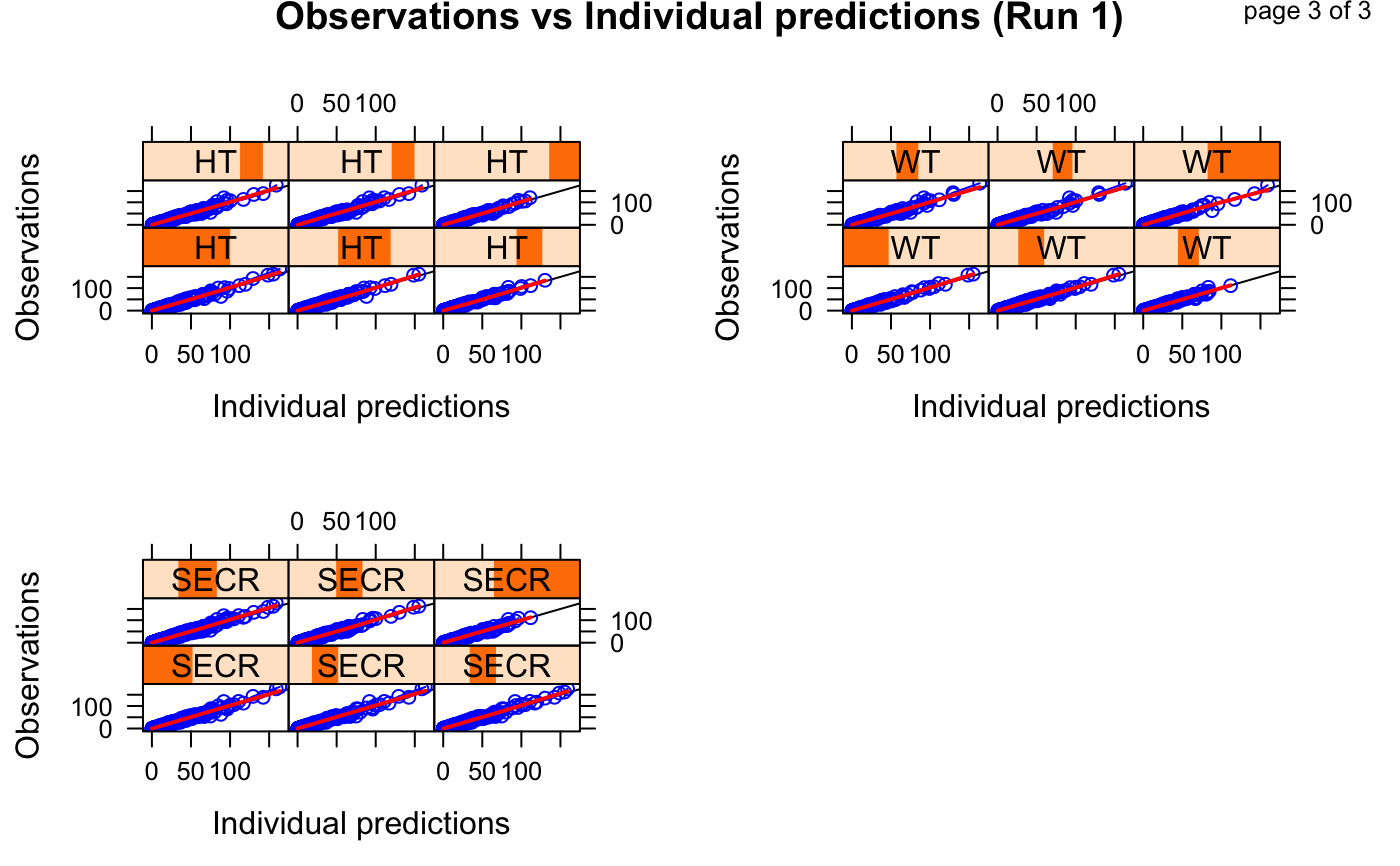 Observations vs Individual predictions (Run 1)
page 3 of 3
0 50 100
HT HT HT
100
0
HT HT HT
100
0
0 50 100 0 50 100
Observations
Individual predictions
0 50 100
WT WT WT
100
0
WT WT WT
100
0
0 50 100 0 50 100
Observations
Individual predictions
0 50 100
SECR SECR SECR
100
0
SECR SECR SECR
100
0
0 50 100 0 50 100
Observations
Individual predictions